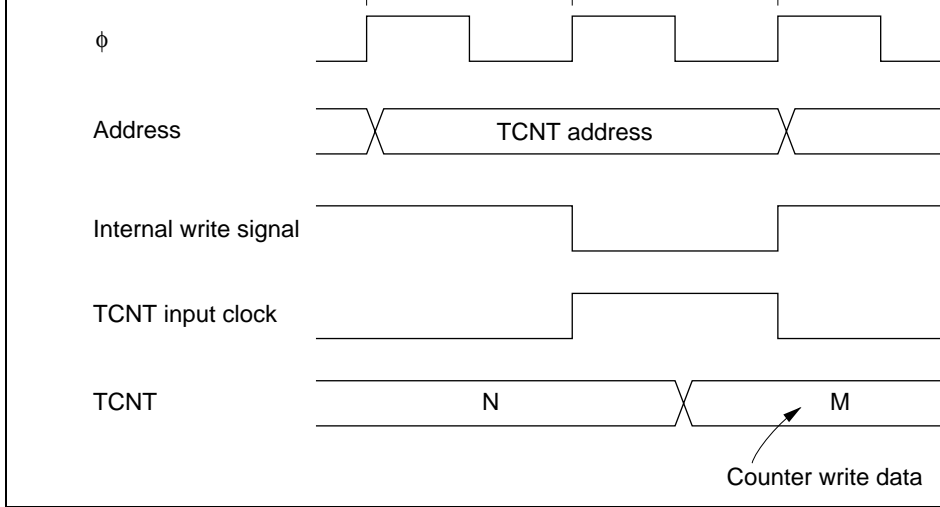 ϕ
Address
TCNT address
Internal write signal
TCNT input clock
TCNT
N
M
Counter write data